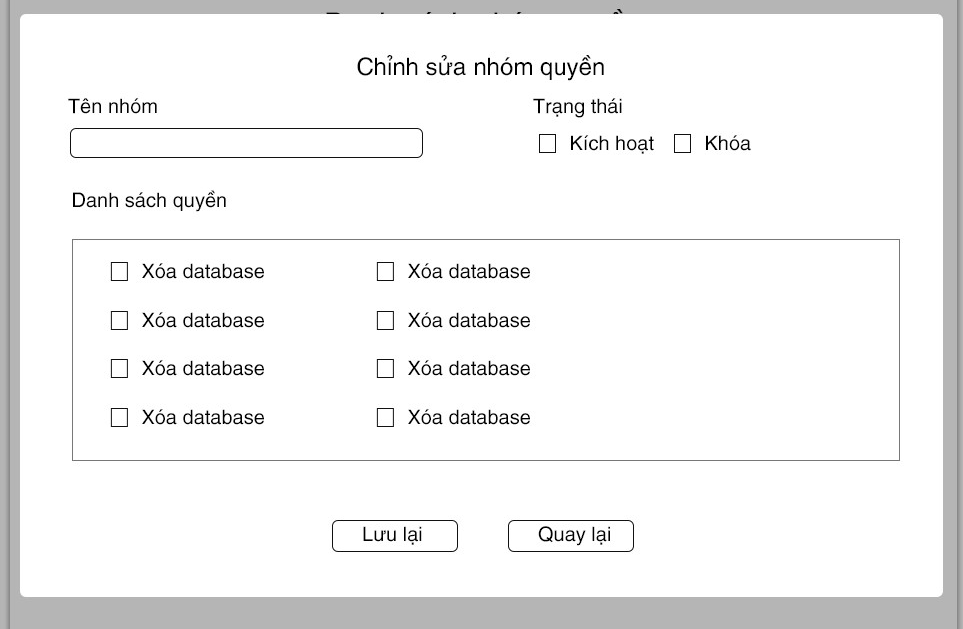 Chỉnh sửa nhóm quyền
Tên nhóm
Trạng thái
Kích hoạt
Khóa
Danh sách quyền
Xóa database
Xóa database
Xóa database
Xóa database
Xóa database
Xóa database
Xóa database
Xóa database
Lưu lại
Quay lại